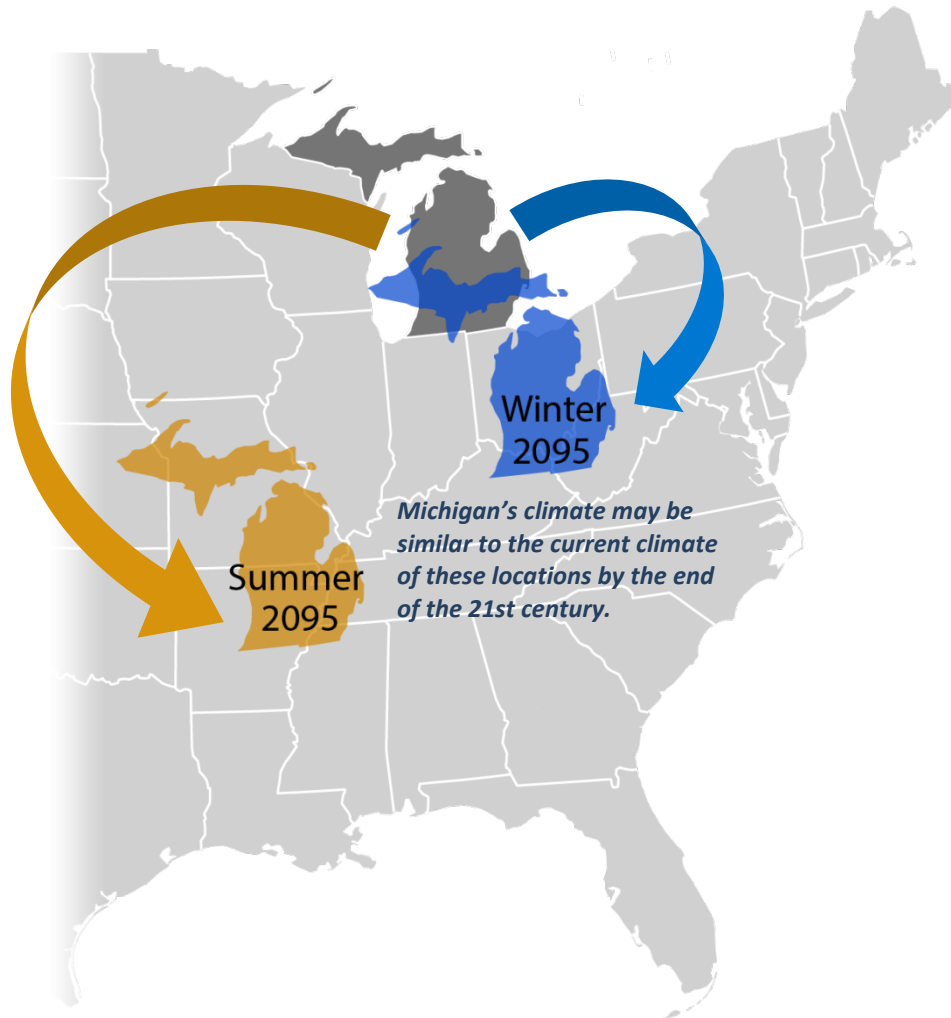 Winter
2095
Michigan’s climate may be
similar to the current climate
of these locations by the end
of the 21st century.
Summer
2095